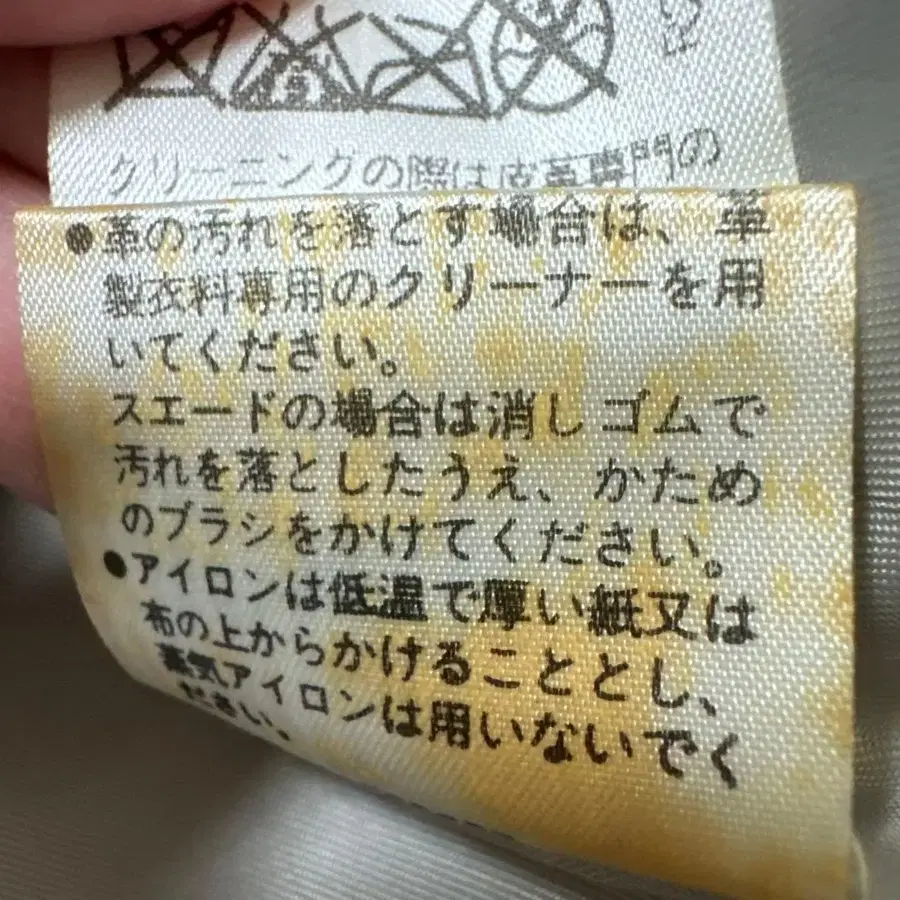 クリーニングの際は皮革専門の
●革の汚れを落とす場合は、革
製衣料専用のクリーナーを用
いてください。
スエードの場合は消しゴムで
汚れを落としたうえ、かため
のブラシをかけてください。
●アイロンは低温で厚い紙又は
布の上からかけることとし、
蒸気アイロンは用いないでく
ださい。